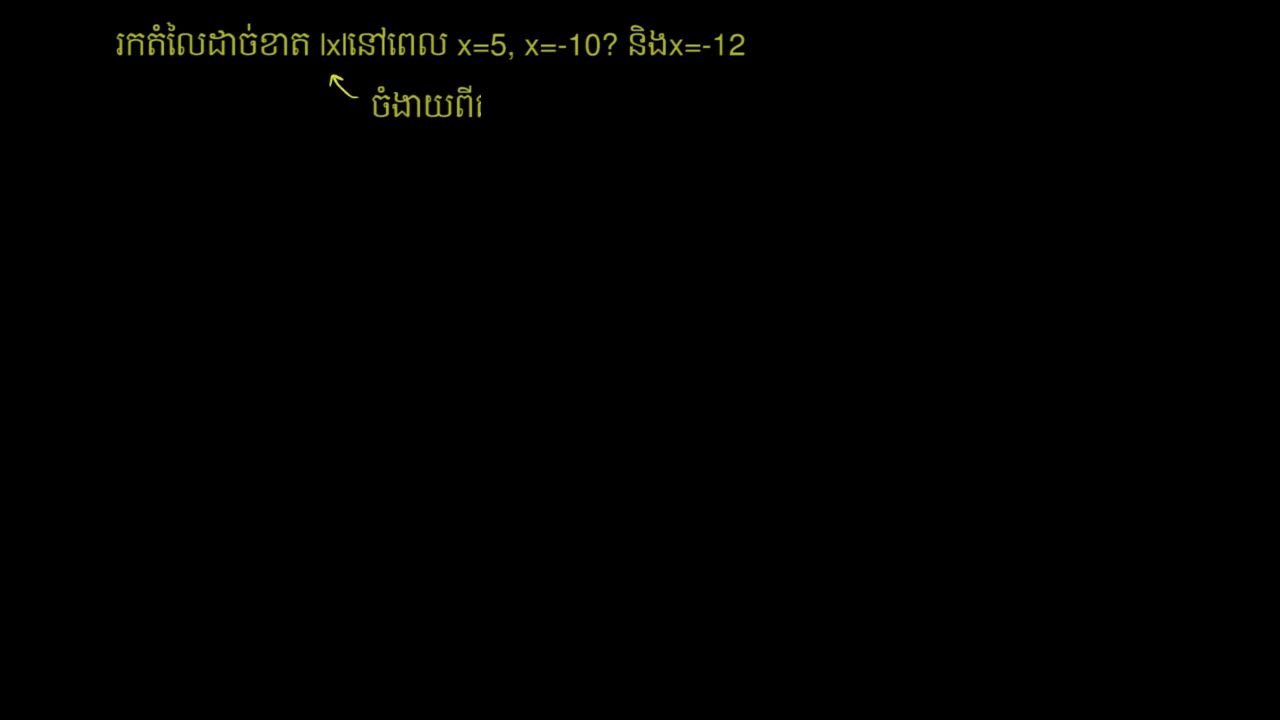 រកតំលៃដាច់ខាត |x|នៅពេល x=5, x=-10? និងx=-12
ចំងាយពី